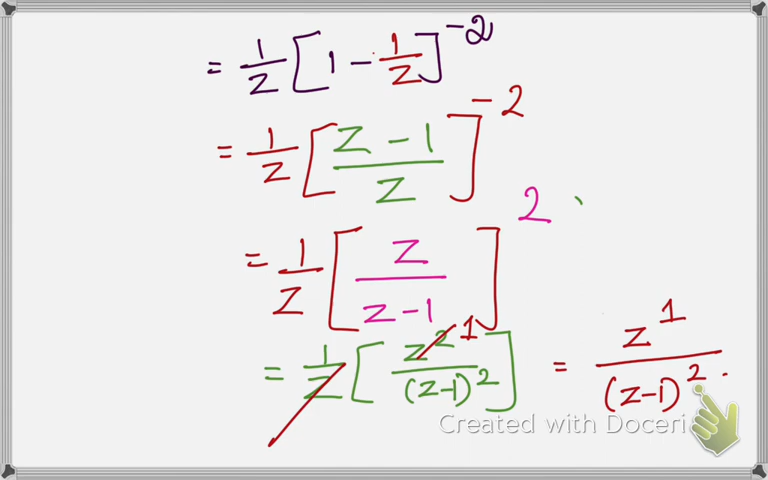 = 1/z [1 - 1/z]^-2
= 1/z [z - 1 / z]^-2
= 1/z [z / z-1]^2
= 1/z [z^2 1 / (z-1)^2] = z^1 / (z-1)^2 .
Created with Doceri